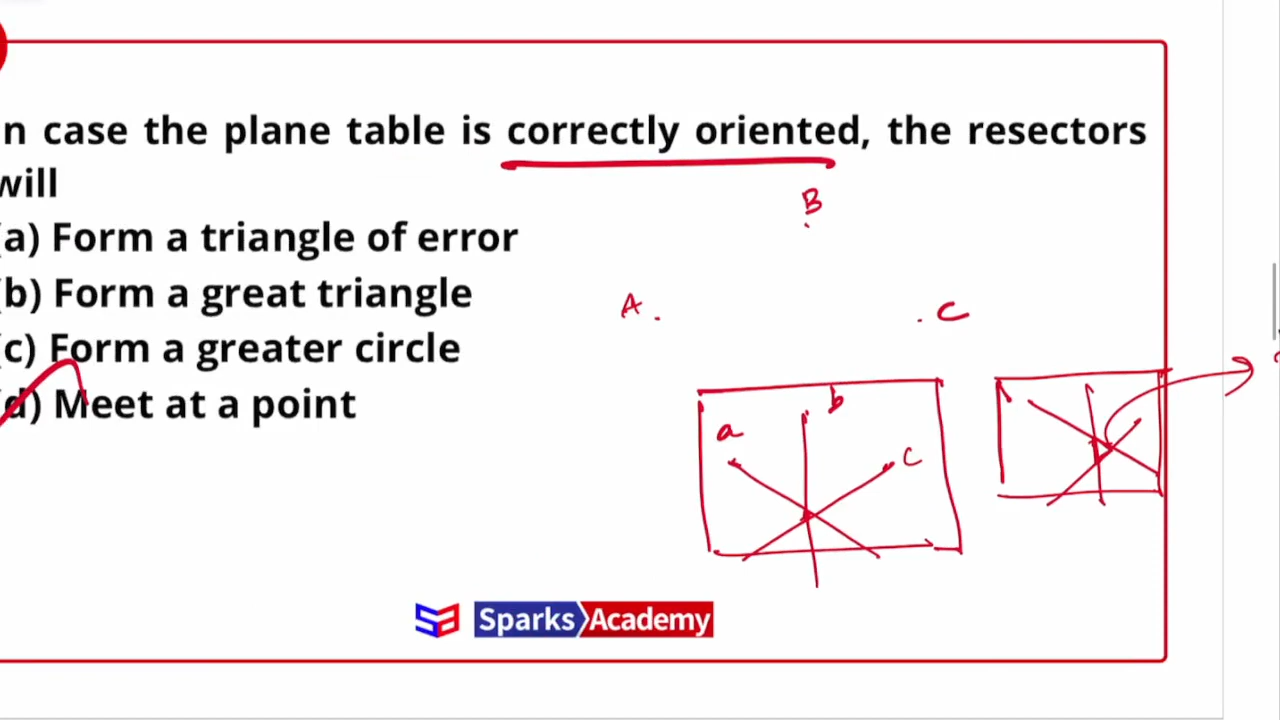 n case the plane table is correctly oriented, the resectors
will
(a) Form a triangle of error
(b) Form a great triangle
(c) Form a greater circle
(d) Meet at a point
B
A
C
b
a
c
Sparks Academy